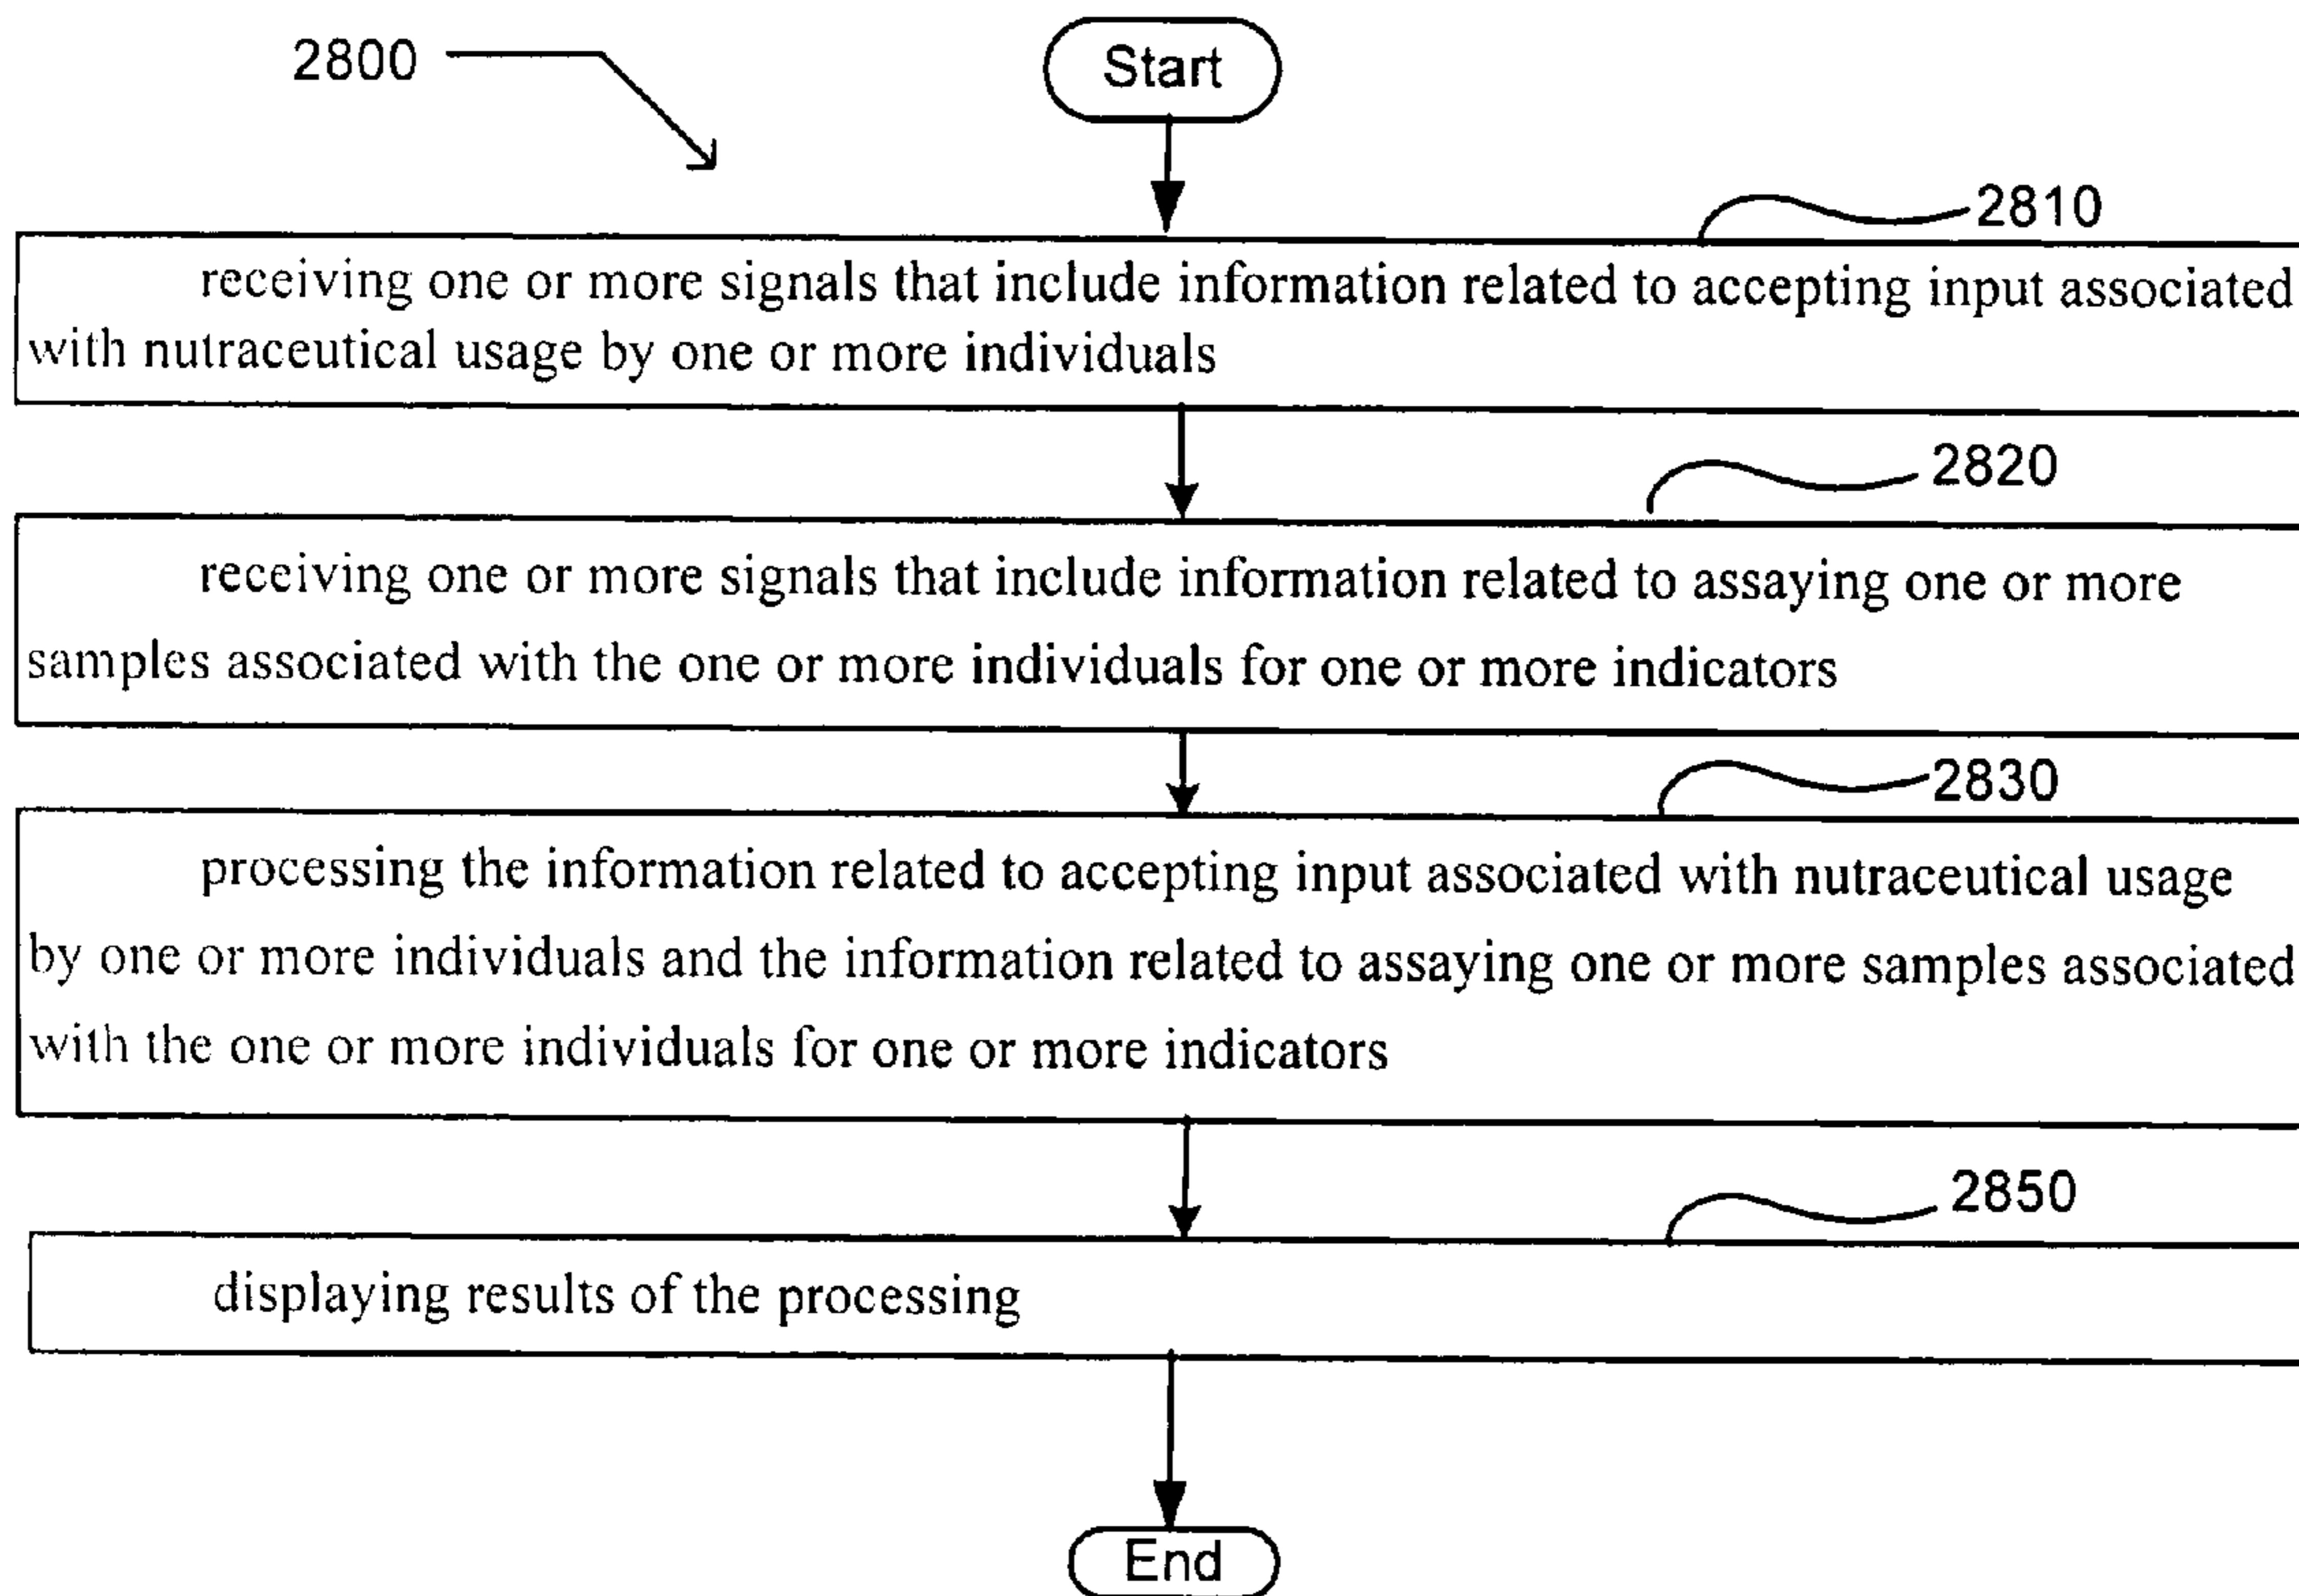 2800
Start
2810
receiving one or more signals that include information related to accepting input associated
with nutraceutical usage by one or more individuals
2820
receiving one or more signals that include information related to assaying one or more
samples associated with the one or more individuals for one or more indicators
2830
processing the information related to accepting input associated with nutraceutical usage
by one or more individuals and the information related to assaying one or more samples associated
with the one or more individuals for one or more indicators
2850
displaying results of the processing
End